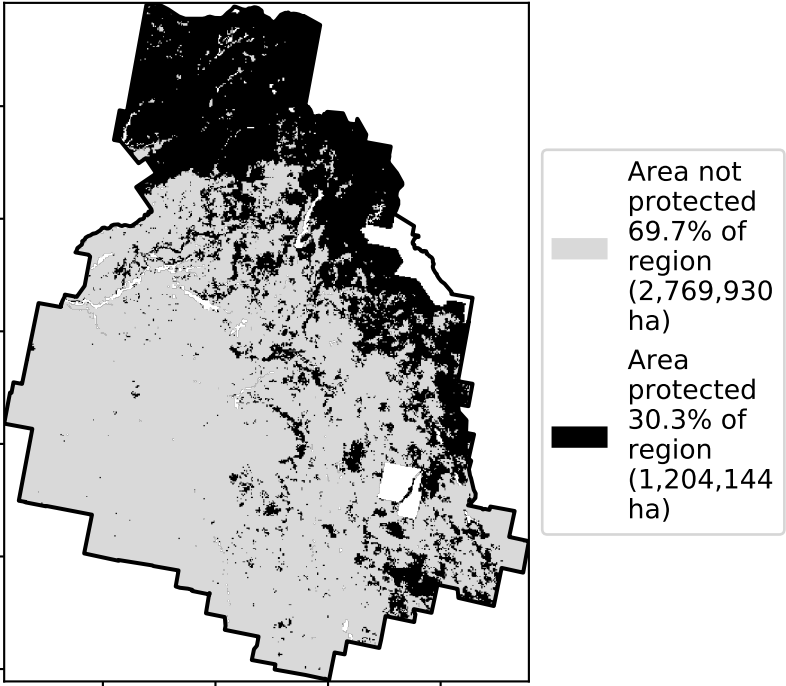 Area not
protected
69.7% of
region
(2,769,930
ha)
Area
protected
30.3% of
region
(1,204,144
ha)